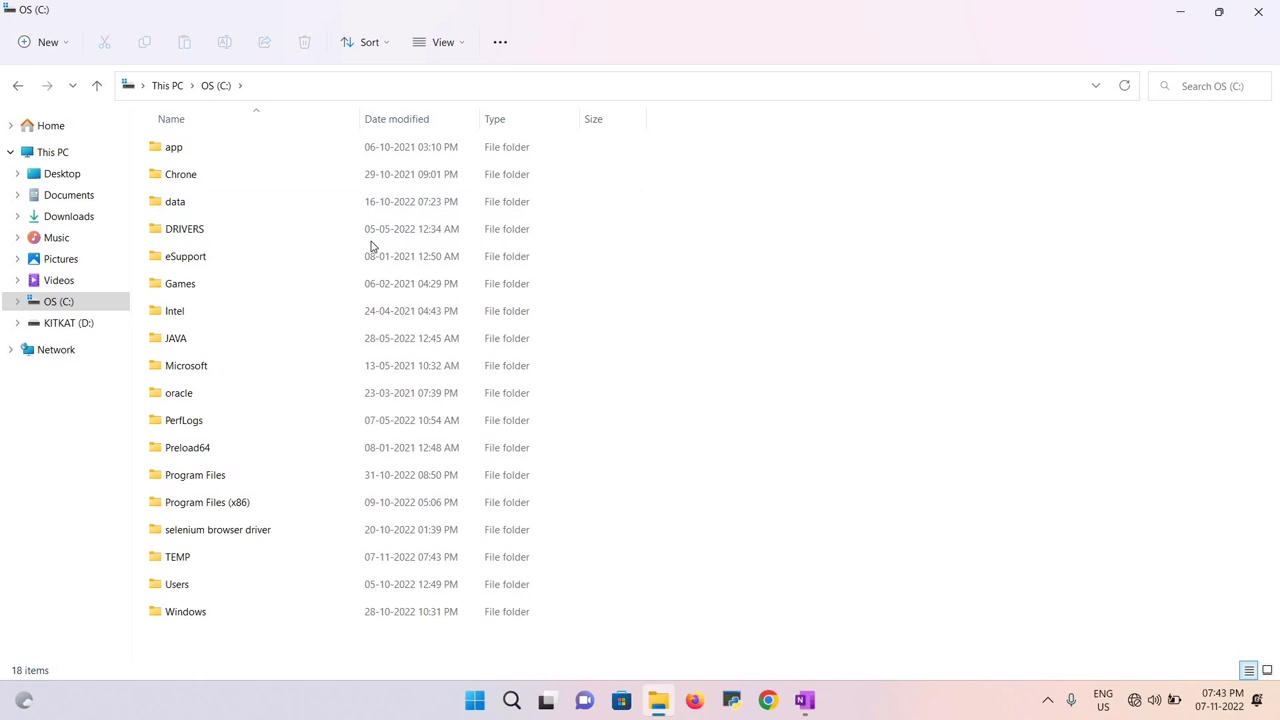 OS (C:)
New
Sort
View
This PC
OS (C:)
Search OS (C:)
Home
This PC
Desktop
Documents
Downloads
Music
Pictures
Videos
OS (C:)
KITKAT (D:)
Network
Name Date modified Type Size
app 06-10-2021 03:10 PM File folder
Chrone 29-10-2021 09:01 PM File folder
data 16-10-2022 07:23 PM File folder
DRIVERS 05-05-2022 12:34 AM File folder
eSupport 08-01-2021 12:50 AM File folder
Games 06-02-2021 04:29 PM File folder
Intel 24-04-2021 04:43 PM File folder
JAVA 28-05-2022 12:45 AM File folder
Microsoft 13-05-2021 10:32 AM File folder
oracle 23-03-2021 07:39 PM File folder
PerfLogs 07-05-2022 10:54 AM File folder
Preload64 08-01-2021 12:48 AM File folder
Program Files 31-10-2022 08:50 PM File folder
Program Files (x86) 09-10-2022 05:06 PM File folder
selenium browser driver 20-10-2022 01:39 PM File folder
TEMP 07-11-2022 07:43 PM File folder
Users 05-10-2022 12:49 PM File folder
Windows 28-10-2022 10:31 PM File folder
18 items
ENG
US
07:43 PM
07-11-2022